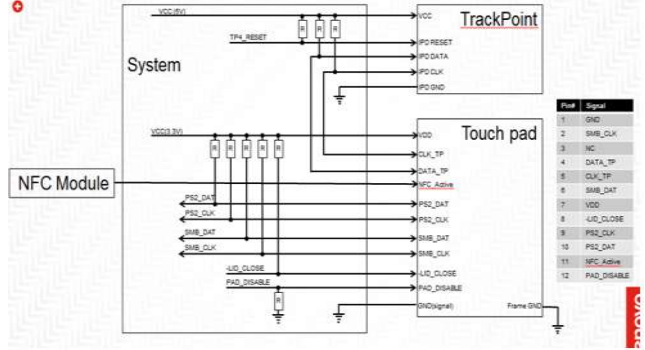 VCC(5V)
VCC
TrackPoint
R
R
R
TP4_RESET
IPD RESET
System
IPD DATA
IPD CLK
IPD GND
Pin# Signal
1 GND
2 SMB_CLK
3 NC
4 DATA_TP
5 CLK_TP
6 SMB_DAT
7 VDD
8 -LID_CLOSE
9 PS2_CLK
10 PS2_DAT
11 NFC_Active
12 PAD_DISABLE
VCC(3.3V)
VDD
Touch pad
R
R
R
R
R
CLK_TP
DATA_TP
NFC Module
NFC_Active
PS2_DAT
PS2_DAT
PS2_CLK
PS2_CLK
SMB_DAT
SMB_DAT
SMB_CLK
SMB_CLK
-LID_CLOSE
-LID_CLOSE
PAD_DISABLE
PAD_DISABLE
R
GND(signal)
Frame GND